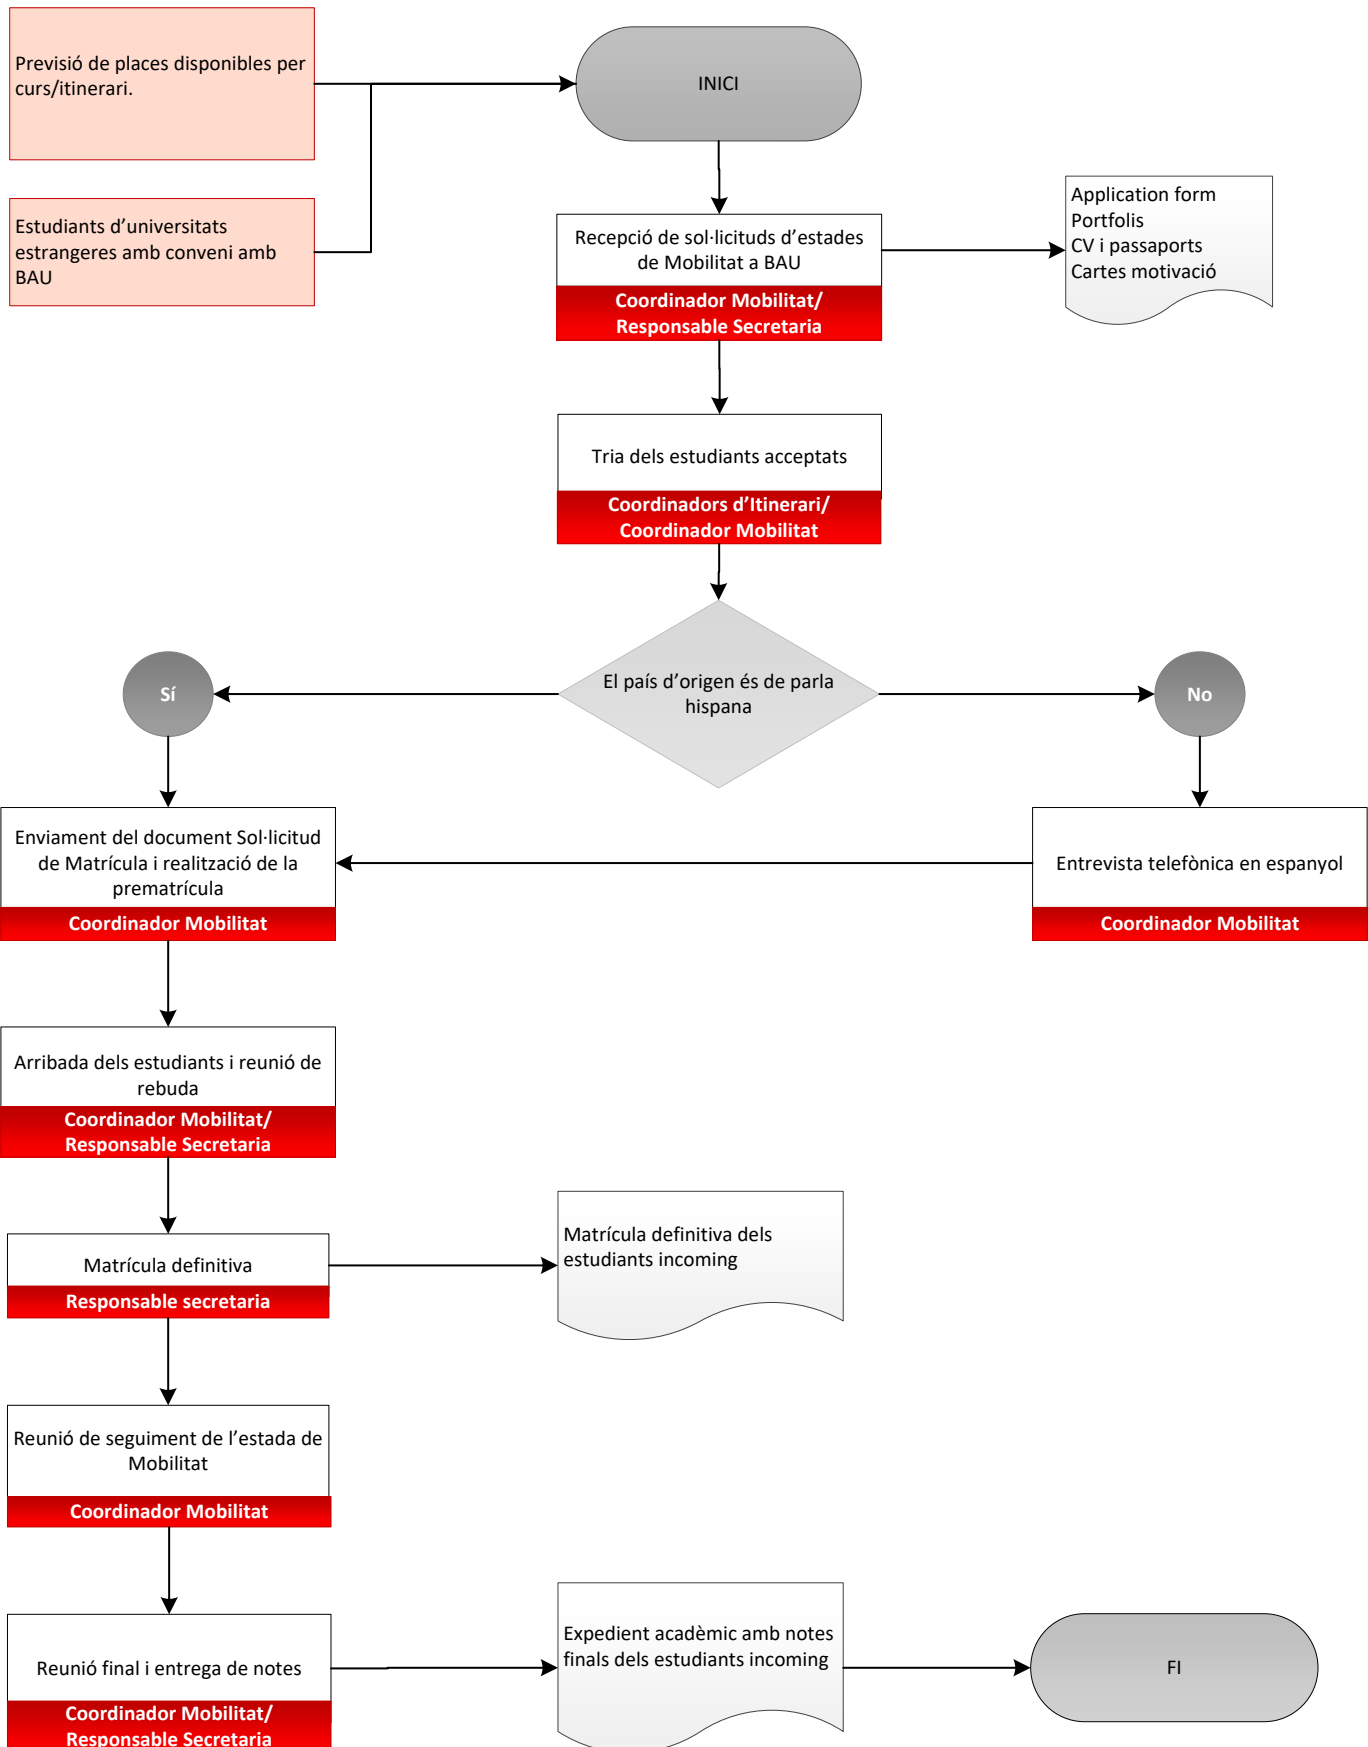 Previsió de places disponibles per
curs/itinerari.
INICI
Estudiants d’universitats
estrangeres amb conveni amb
BAU
Recepció de sol·licituds d’estades
de Mobilitat a BAU
Coordinador Mobilitat/
Responsable Secretaria
Application form
Portfolis
CV i passaports
Cartes motivació
Tria dels estudiants acceptats
Coordinadors d’Itinerari/
Coordinador Mobilitat
El país d’origen és de parla
hispana
Sí
No
Enviament del document Sol·licitud
de Matrícula i realització de la
prematrícula
Coordinador Mobilitat
Entrevista telefònica en espanyol
Coordinador Mobilitat
Arribada dels estudiants i reunió de
rebuda
Coordinador Mobilitat/
Responsable Secretaria
Matrícula definitiva
Responsable secretaria
Matrícula definitiva dels
estudiants incoming
Reunió de seguiment de l’estada de
Mobilitat
Coordinador Mobilitat
Reunió final i entrega de notes
Coordinador Mobilitat/
Responsable Secretaria
Expedient acadèmic amb notes
finals dels estudiants incoming
FI